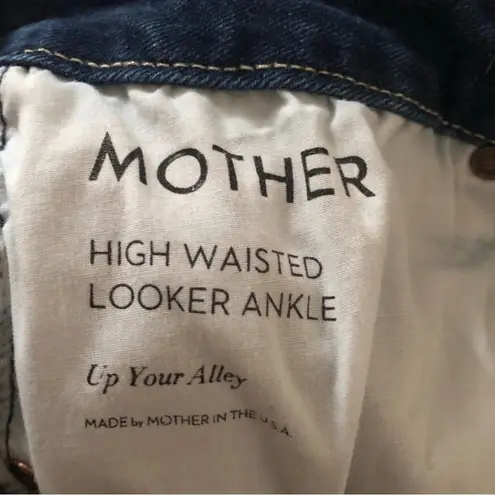 MOTHER
HIGH WAISTED
LOOKER ANKLE
Up Your Alley
MADE by MOTHER IN THE U.S.A.